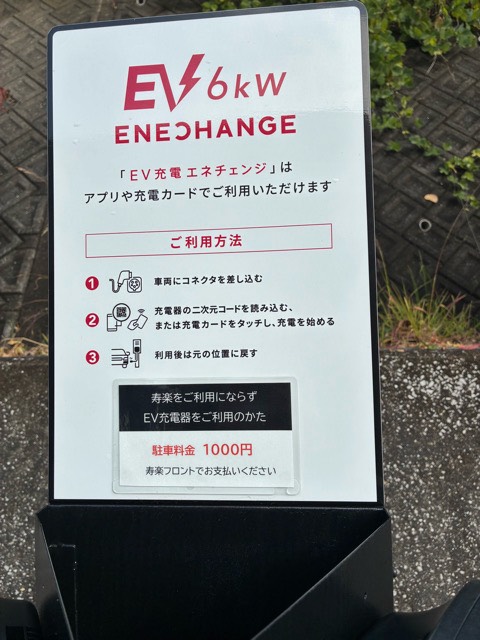 EV 6kW
ENECHANGE
「EV充電 エネチェンジ」は
アプリや充電カードでご利用いただけます
ご利用方法
1 車両にコネクタを差し込む
2 充電器の二次元コードを読み込む、
または充電カードをタッチし、充電を始める
3 利用後は元の位置に戻す
寿楽をご利用にならず
EV充電器をご利用のかた
駐車料金 1000円
寿楽フロントでお支払いください